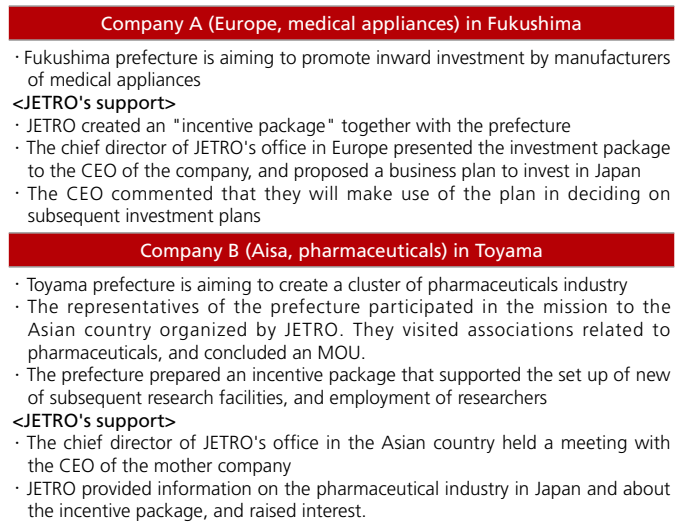 Company A (Europe, medical appliances) in Fukushima
· Fukushima prefecture is aiming to promote inward investment by manufacturers
of medical appliances
<JETRO's support>
· JETRO created an "incentive package" together with the prefecture
· The chief director of JETRO's office in Europe presented the investment package
to the CEO of the company, and proposed a business plan to invest in Japan
· The CEO commented that they will make use of the plan in deciding on
subsequent investment plans
Company B (Aisa, pharmaceuticals) in Toyama
· Toyama prefecture is aiming to create a cluster of pharmaceuticals industry
· The representatives of the prefecture participated in the mission to the
Asian country organized by JETRO. They visited associations related to
pharmaceuticals, and concluded an MOU.
· The prefecture prepared an incentive package that supported the set up of new
of subsequent research facilities, and employment of researchers
<JETRO's support>
· The chief director of JETRO's office in the Asian country held a meeting with
the CEO of the mother company
· JETRO provided information on the pharmaceutical industry in Japan and about
the incentive package, and raised interest.